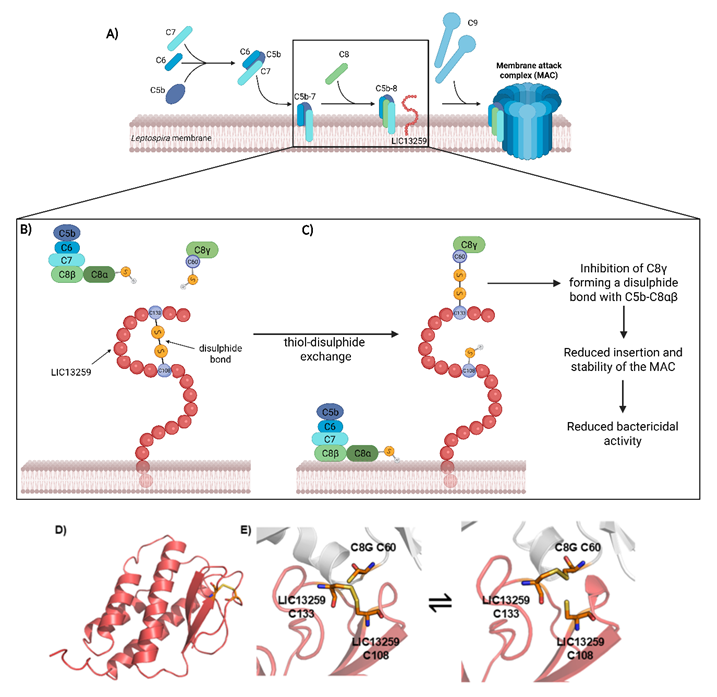 A)
C7
C6
C5b
C6
C5b
C7
C5b-7
C8
C5b-8
LIC13259
C9
Membrane attack
complex (MAC)
Leptospira membrane
B)
C5b
C6
C7
C8β
C8α
S
H
C8γ
C60
S
H
C133
S
S
C108
LIC13259
disulphide
bond
thiol-disulphide
exchange
C)
C8γ
C60
S
S
C133
S
H
C108
C5b
C6
C7
C8β
C8α
S
H
Inhibition of C8γ
forming a disulphide
bond with C5b-C8αβ
Reduced insertion and
stability of the MAC
Reduced bactericidal
activity
D)
E)
C8G C60
LIC13259
C133
LIC13259
C108
C8G C60
LIC13259
C133
LIC13259
C108